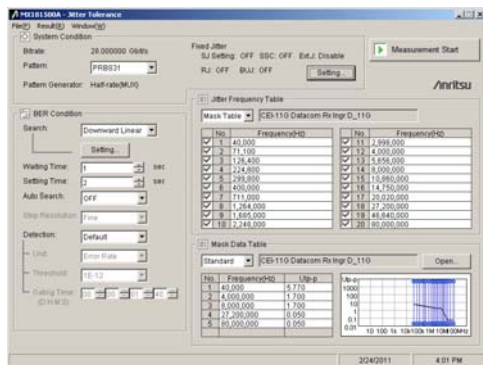 MX181500A - Jitter Tolerance
File(F) Result(R) Window(W)
System Condition
Bitrate: 28.000000 Gbit/s
Pattern: PRBS31
Pattern Generator: Half-rate(MUX)
Fixed Jitter
SJ Setting: OFF SSC: OFF Ext.J: Disable
RJ: OFF BUJ: OFF
Setting...
Measurement Start
Anritsu
BER Condition
Search: Downward Linear
Setting...
Waiting Time: 1 sec
Setting Time: 2 sec
Auto Search: OFF
Step Resolution: Fine
Detection: Default
Unit: Error Rate
Threshold: 1E-12
Gating Time:
(D H M S)
Jitter Frequency Table
Mask Table CEI-11G Datacom Rx Ingr D_11G
No. Frequency(Hz)
1 40,000
2 71,100
3 126,400
4 224,800
5 299,800
6 400,000
7 711,000
8 1,264,000
9 1,685,000
10 2,248,000
No. Frequency(Hz)
11 2,998,000
12 4,000,000
13 5,656,000
14 8,000,000
15 10,860,000
16 14,750,000
17 20,020,000
18 27,200,000
19 46,640,000
20 80,000,000
Mask Data Table
Standard CEI-11G Datacom Rx Ingr D_11G Open...
No. Frequency(Hz) UIp-p
1 40,000 5.770
2 4,000,000 1.700
3 8,000,000 1.700
4 27,200,000 0.050
5 80,000,000 0.050
UIp-p
1000
100
10
1
0.1
0.01
10 100 1k 10k 100k 1M 10M 100MHz
2/24/2011 4:01 PM